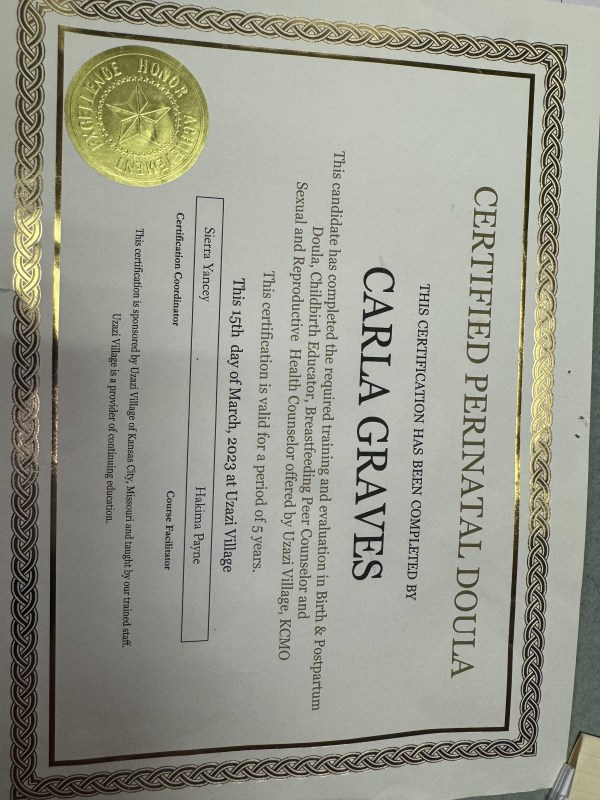 CERTIFIED PERINATAL DOULA
THIS CERTIFICATION HAS BEEN COMPLETED BY
CARLA GRAVES
This candidate has completed the required training and evaluation in Birth & Postpartum
Doula, Childbirth Educator, Breastfeeding Peer Counselor and
Sexual and Reproductive Health Counselor offered by Uzazi Village, KCMO
This certification is valid for a period of 5 years.
This 15th day of March, 2023 at Uzazi Village
Sierra Yancey Hakima Payne
Certification Coordinator Course Facilitator
This certification is sponsored by Uzazi Village of Kansas City, Missouri and taught by our trained staff.
Uzazi Village is a provider of continuing education.
EXCELLENCE HONOR ACHIEVEMENT